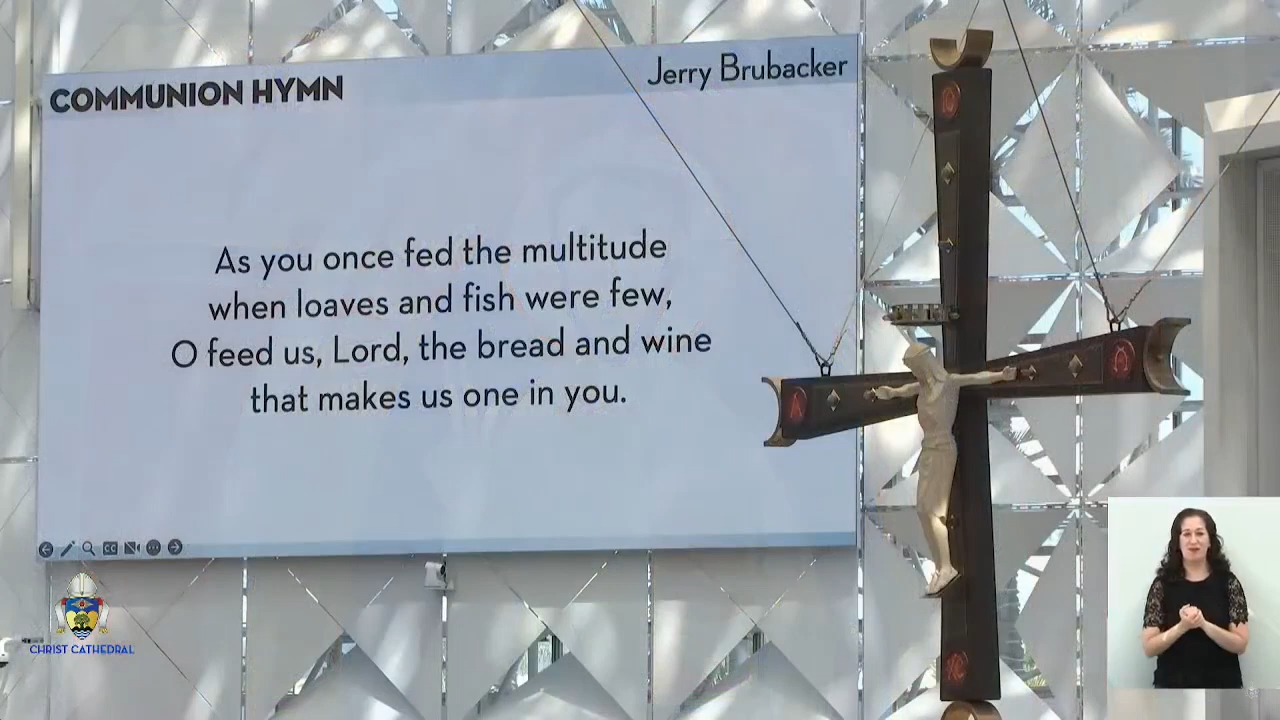 COMMUNION HYMN
Jerry Brubacker
As you once fed the multitude
when loaves and fish were few,
O feed us, Lord, the bread and wine
that makes us one in you.
CHRIST CATHEDRAL